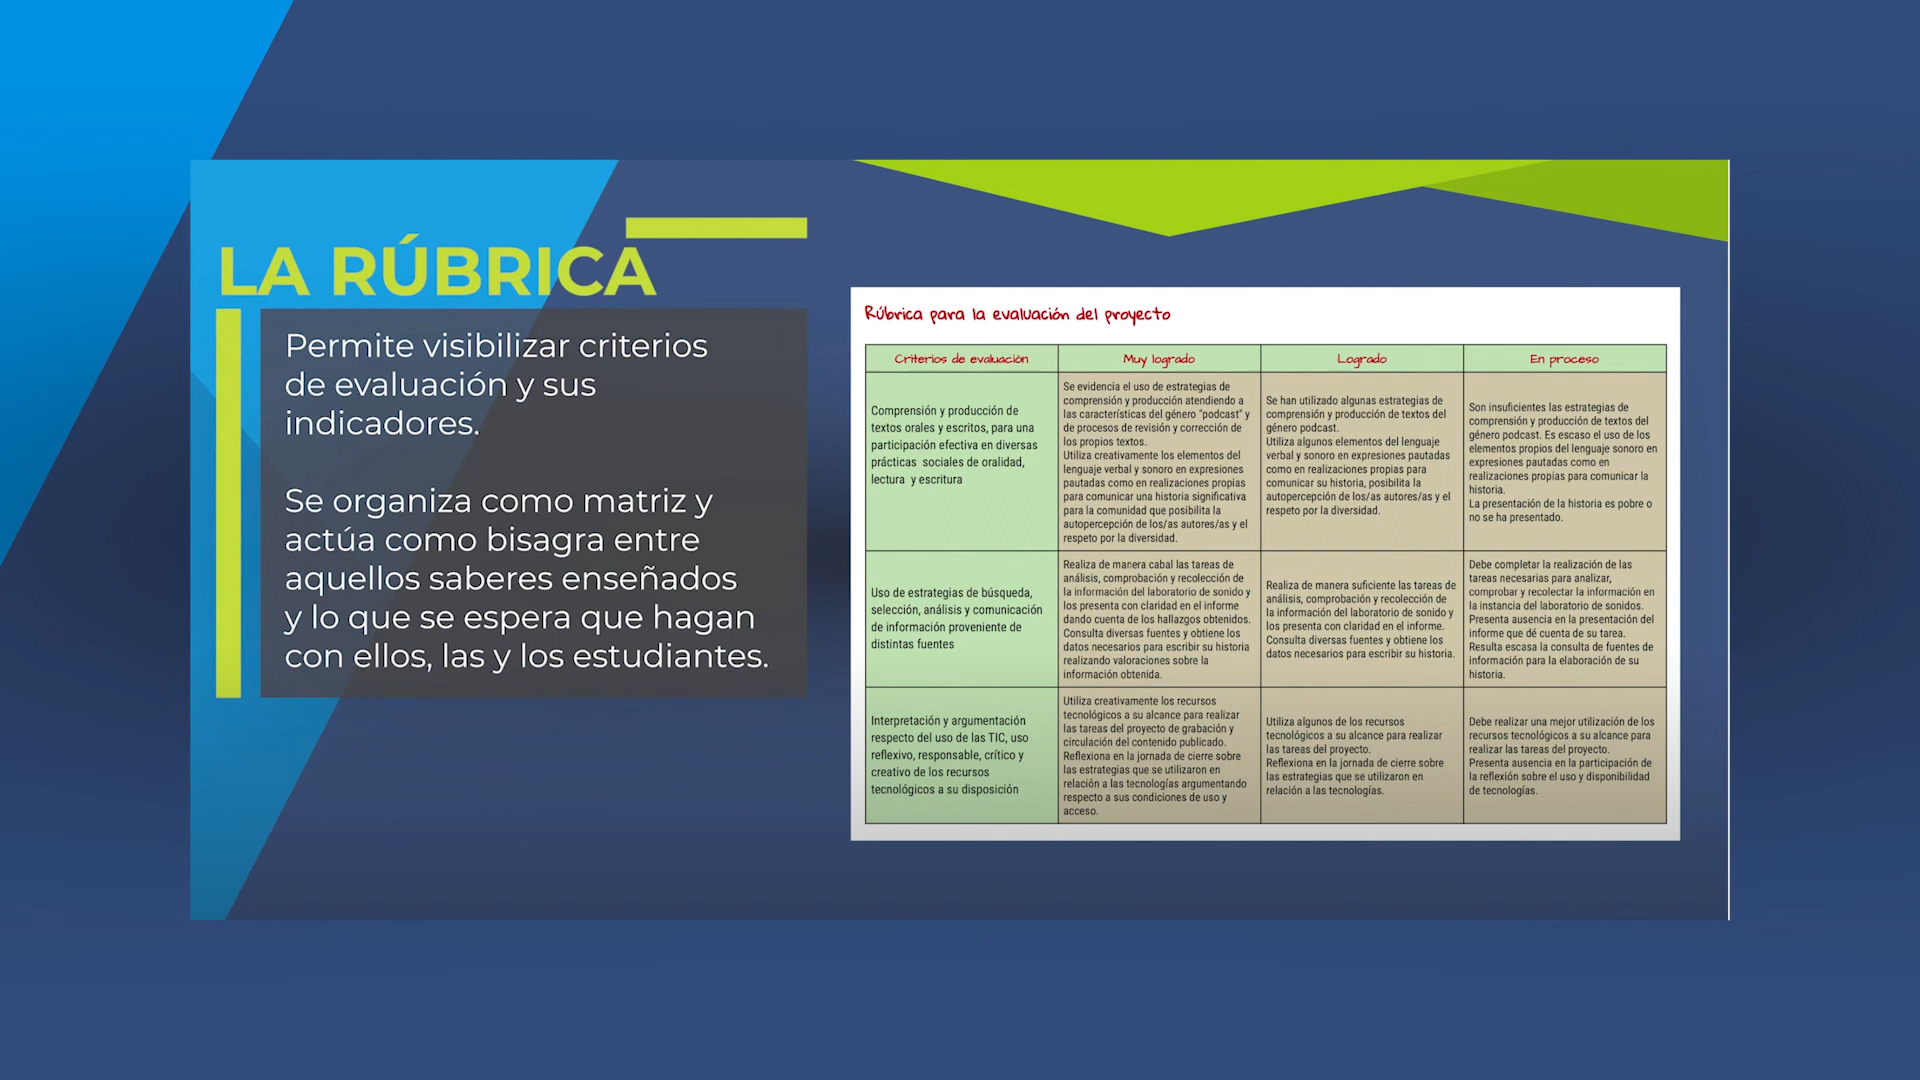 LA RÚBRICA
Permite visibilizar criterios
de evaluación y sus
indicadores.
Se organiza como matriz y
actúa como bisagra entre
aquellos saberes enseñados
y lo que se espera que hagan
con ellos, las y los estudiantes.
Rúbrica para la evaluación del proyecto
Criterios de evaluación
Muy logrado
Logrado
En proceso
Comprensión y producción de
textos orales y escritos, para una
participación efectiva en diversas
prácticas sociales de oralidad,
lectura y escritura
Se evidencia el uso de estrategias de
comprensión y producción atendiendo a
las características del género "podcast" y
de procesos de revisión y corrección de
los propios textos.
Utiliza creativamente los elementos del
lenguaje verbal y sonoro en expresiones
pautadas como en realizaciones propias
para comunicar una historia significativa
para la comunidad que posibilita la
autopercepción de los/as autores/as y el
respeto por la diversidad.
Se han utilizado algunas estrategias de
comprensión y producción de textos del
género podcast.
Utiliza algunos elementos del lenguaje
verbal y sonoro en expresiones pautadas
como en realizaciones propias para
comunicar su historia, posibilita la
autopercepción de los/as autores/as y el
respeto por la diversidad.
Son insuficientes las estrategias de
comprensión y producción de textos del
género podcast. Es escaso el uso de los
elementos propios del lenguaje sonoro en
expresiones pautadas como en
realizaciones propias para comunicar la
historia.
La presentación de la historia es pobre o
no se ha presentado.
Uso de estrategias de búsqueda,
selección, análisis y comunicación
de información proveniente de
distintas fuentes
Realiza de manera cabal las tareas de
análisis, comprobación y recolección de
la información del laboratorio de sonido y
los presenta con claridad en el informe
dando cuenta de los hallazgos obtenidos.
Consulta diversas fuentes y obtiene los
datos necesarios para escribir su historia
realizando valoraciones sobre la
información obtenida.
Realiza de manera suficiente las tareas de
análisis, comprobación y recolección de
la información del laboratorio de sonido y
los presenta con claridad en el informe.
Consulta diversas fuentes y obtiene los
datos necesarios para escribir su historia.
Debe completar la realización de las
tareas necesarias para analizar,
comprobar y recolectar la información en
la instancia del laboratorio de sonidos.
Presenta ausencia en la presentación del
informe que dé cuenta de su tarea.
Resulta escasa la consulta de fuentes de
información para la elaboración de su
historia.
Interpretación y argumentación
respecto del uso de las TIC, uso
reflexivo, responsable, crítico y
creativo de los recursos
tecnológicos a su disposición
Utiliza creativamente los recursos
tecnológicos a su alcance para realizar
las tareas del proyecto de grabación y
circulación del contenido publicado.
Reflexiona en la jornada de cierre sobre
las estrategias que se utilizaron en
relación a las tecnologías argumentando
respecto a sus condiciones de uso y
acceso.
Utiliza algunos de los recursos
tecnológicos a su alcance para realizar
las tareas del proyecto.
Reflexiona en la jornada de cierre sobre
las estrategias que se utilizaron en
relación a las tecnologías.
Debe realizar una mejor utilización de los
recursos tecnológicos a su alcance para
realizar las tareas del proyecto.
Presenta ausencia en la participación de
la reflexión sobre el uso y disponibilidad
de tecnologías.